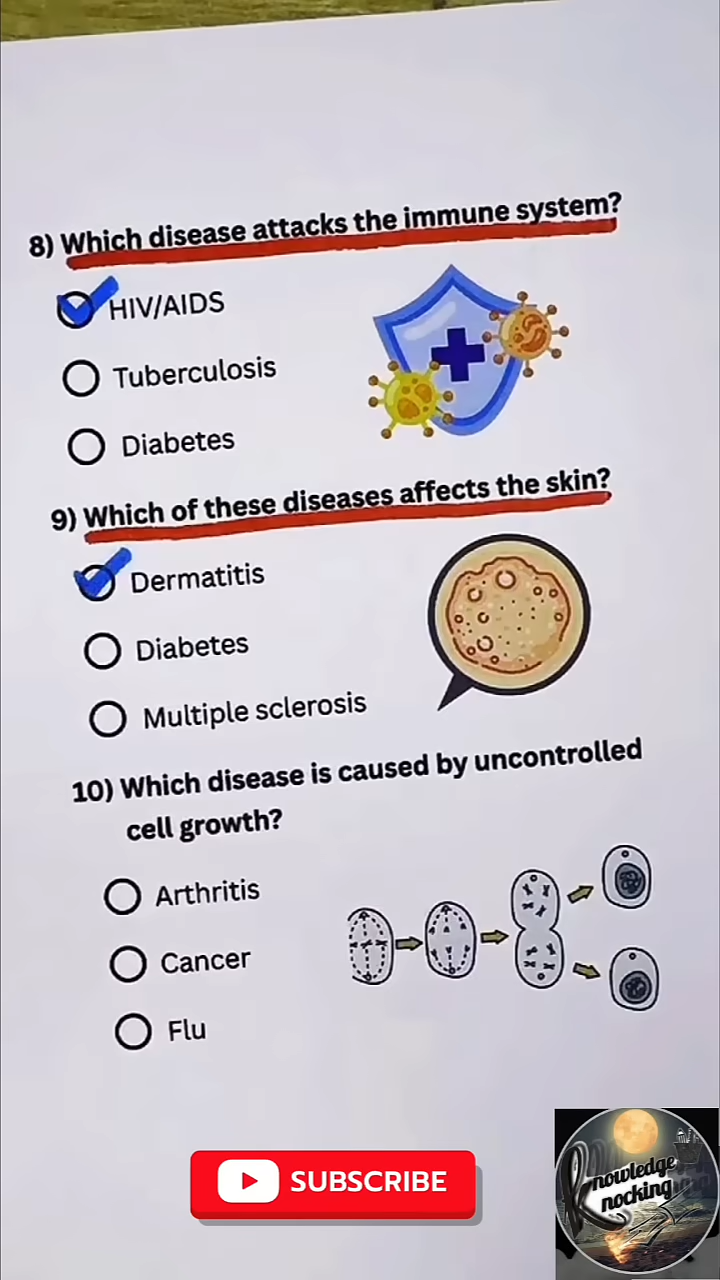 8) Which disease attacks the immune system?
HIV/AIDS
Tuberculosis
Diabetes
9) Which of these diseases affects the skin?
Dermatitis
Diabetes
Multiple sclerosis
10) Which disease is caused by uncontrolled
cell growth?
Arthritis
Cancer
Flu
SUBSCRIBE
Knowledge
nocking